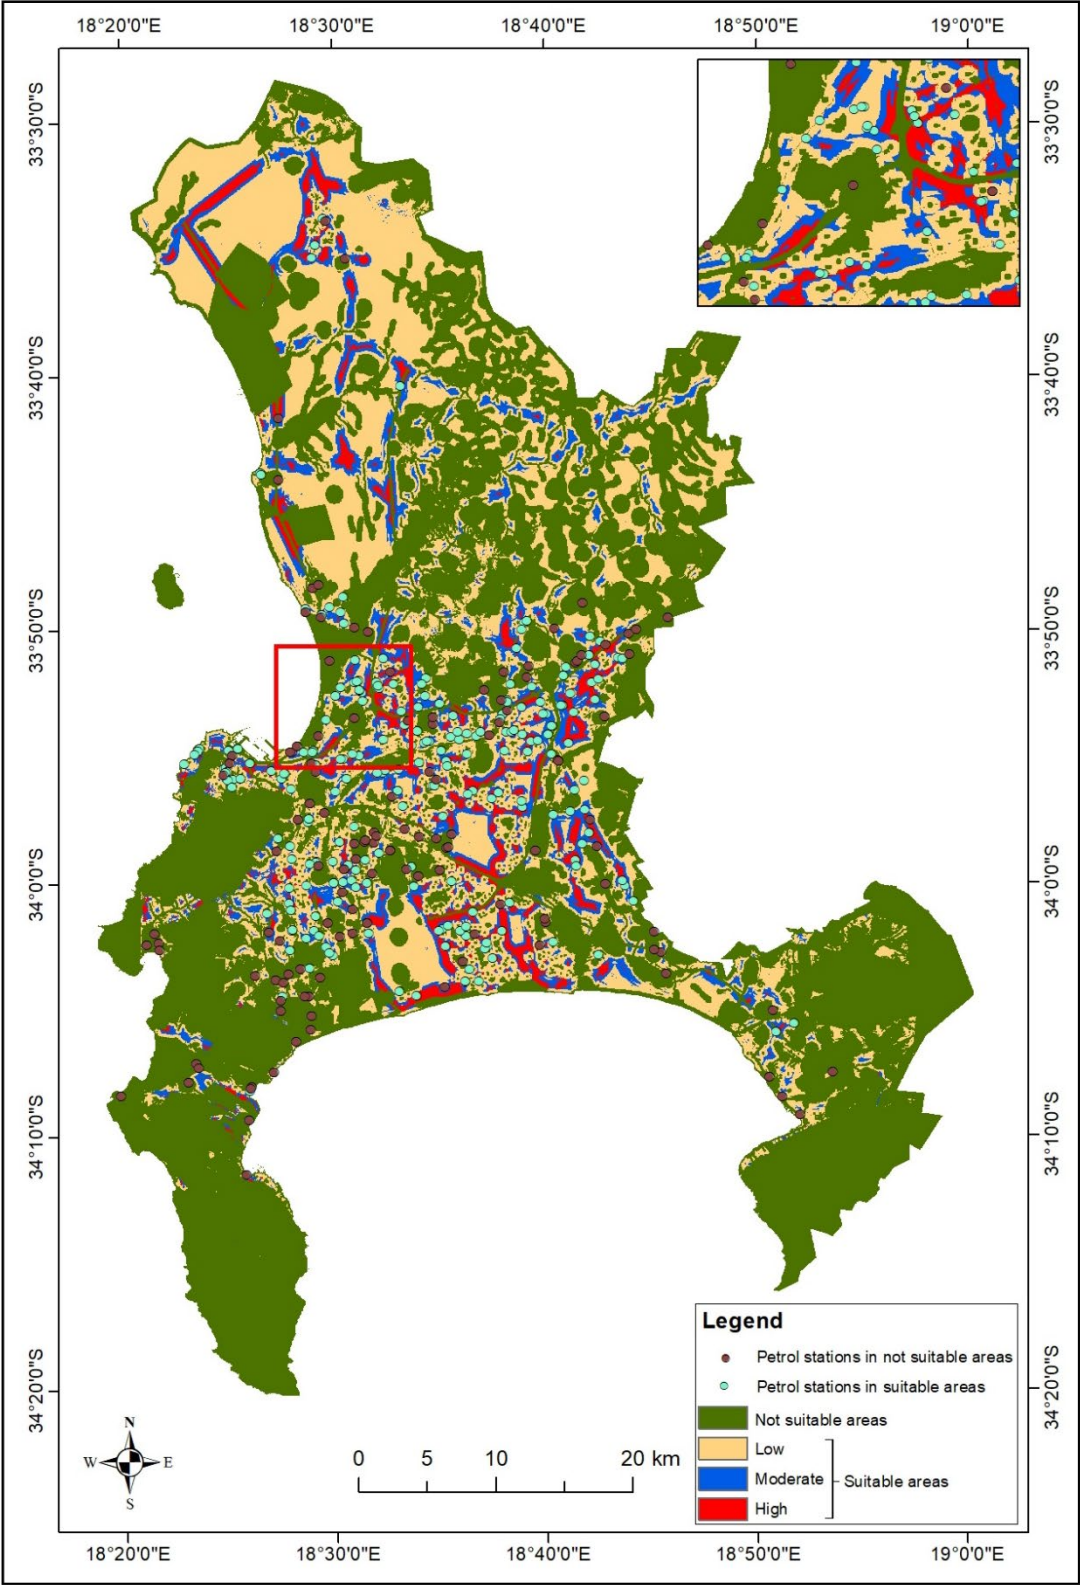 18°20'0"E 18°30'0"E 18°40'0"E 18°50'0"E 19°0'0"E
33°30'0"S 33°30'0"S
33°40'0"S 33°40'0"S
33°50'0"S 33°50'0"S
34°0'0"S 34°0'0"S
34°10'0"S 34°10'0"S
34°20'0"S 34°20'0"S
Legend
Petrol stations in not suitable areas
Petrol stations in suitable areas
Not suitable areas
Low
Moderate Suitable areas
High
N
W E
S
0 5 10 20 km
18°20'0"E 18°30'0"E 18°40'0"E 18°50'0"E 19°0'0"E